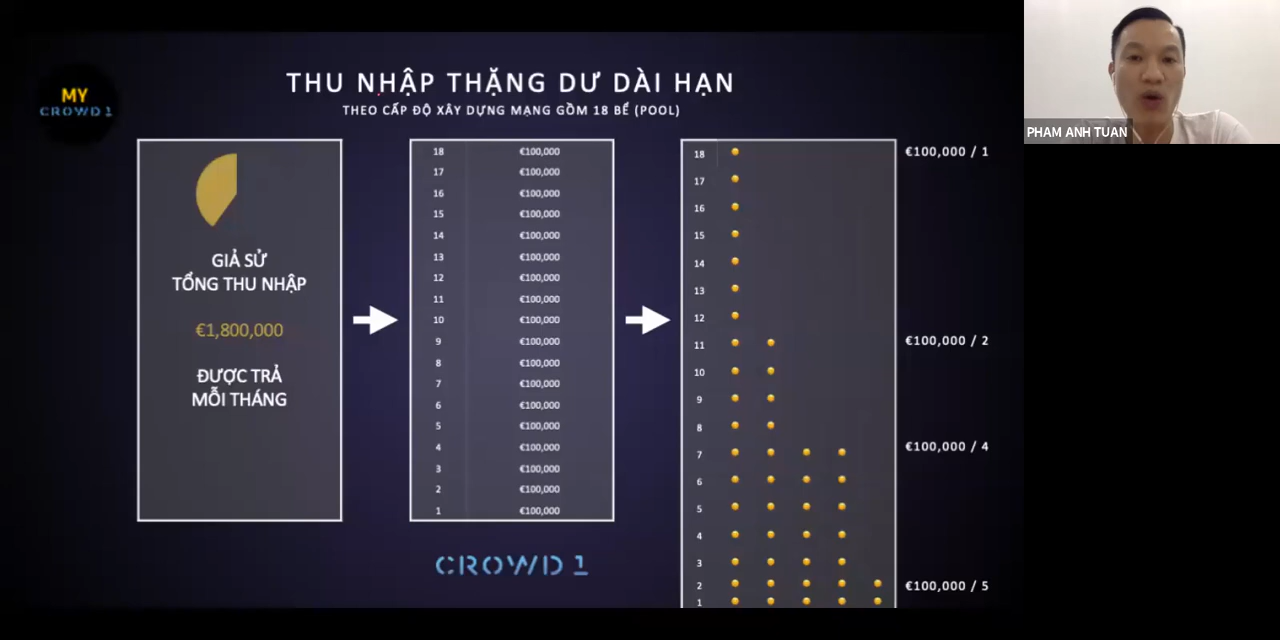 MY
CROWD1
THU NHẬP THẶNG DƯ DÀI HẠN
THEO CẤP ĐỘ XÂY DỰNG MẠNG GỒM 18 BỂ (POOL)
GIẢ SỬ
TỔNG THU NHẬP
€1,800,000
ĐƯỢC TRẢ
MỖI THÁNG
18 €100,000
17 €100,000
16 €100,000
15 €100,000
14 €100,000
13 €100,000
12 €100,000
11 €100,000
10 €100,000
9 €100,000
8 €100,000
7 €100,000
6 €100,000
5 €100,000
4 €100,000
3 €100,000
2 €100,000
1 €100,000
CROWD 1
18 €100,000 / 1
17
16
15
14
13
12
11 €100,000 / 2
10
9
8
7 €100,000 / 4
6
5
4
3
2 €100,000 / 5
1
PHAM ANH TUAN